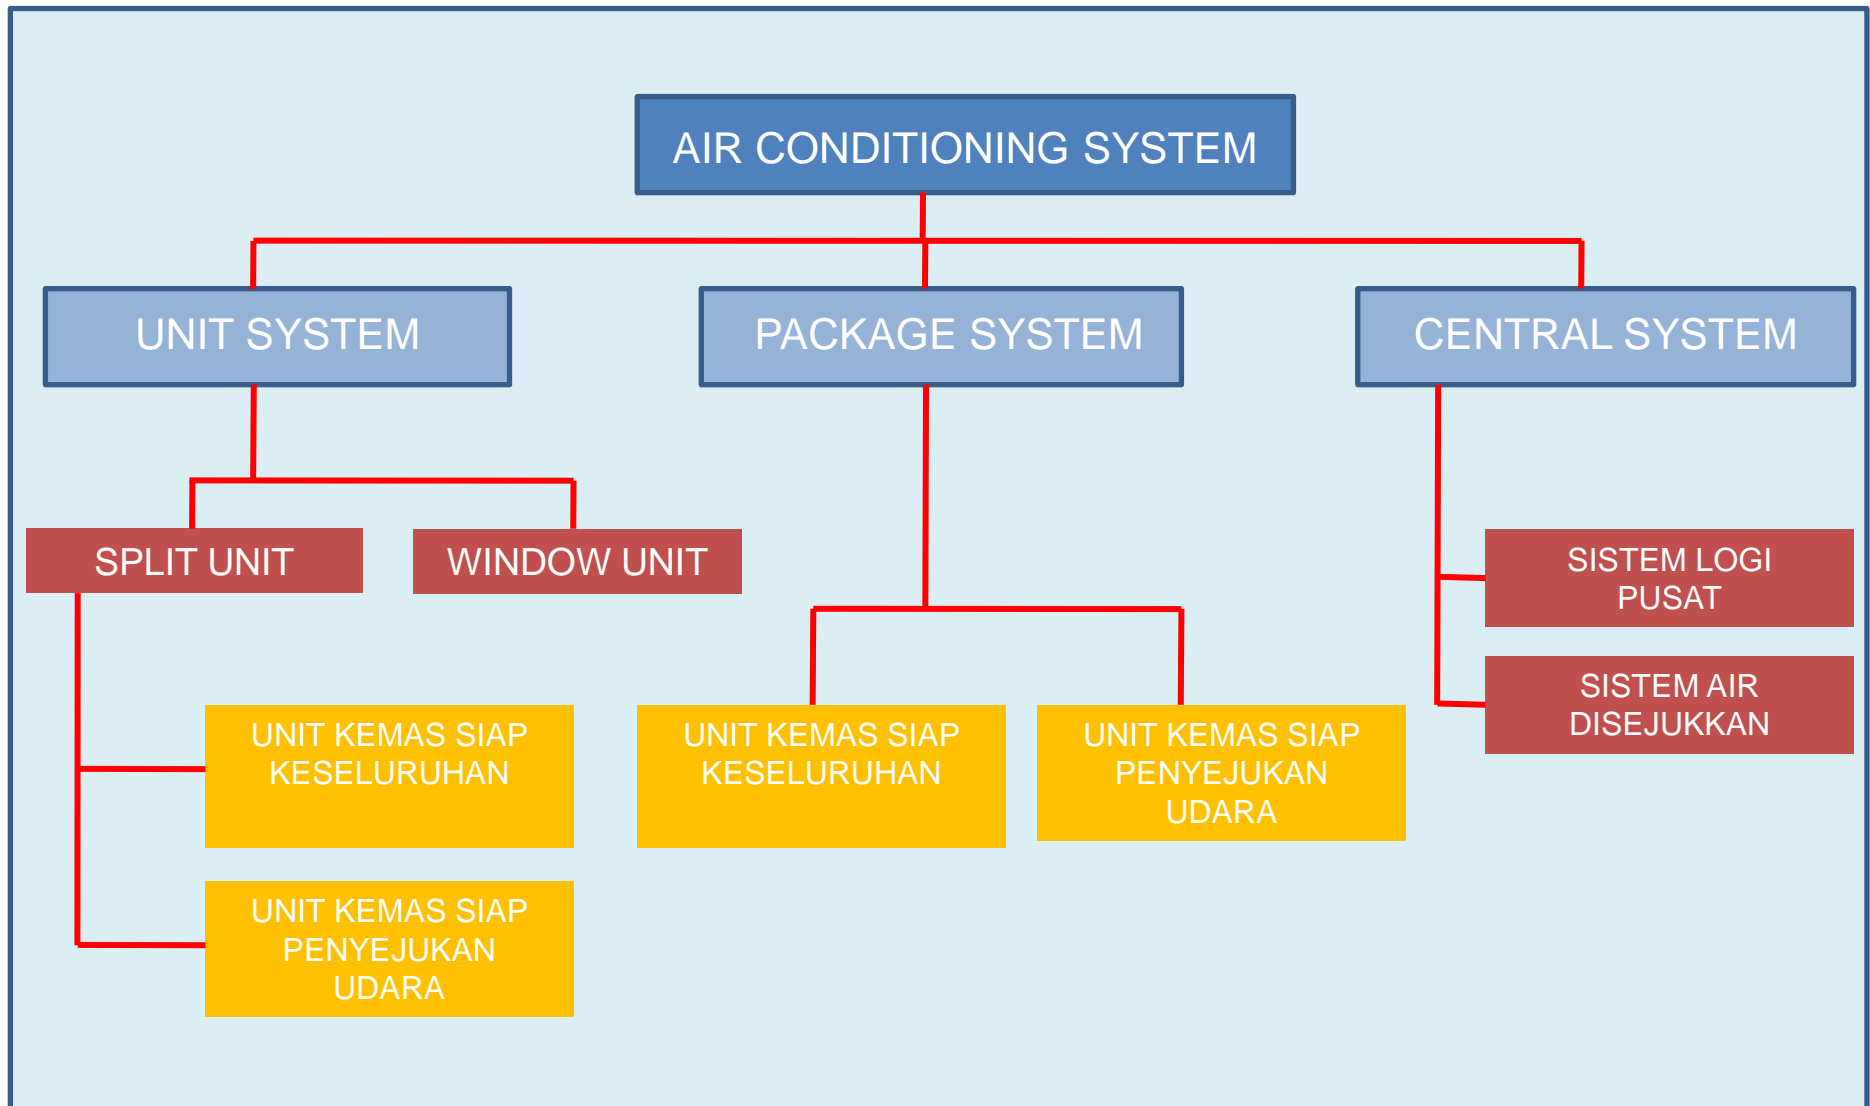 AIR CONDITIONING SYSTEM
UNIT SYSTEM
PACKAGE SYSTEM
CENTRAL SYSTEM
SPLIT UNIT
WINDOW UNIT
SISTEM LOGI
PUSAT
SISTEM AIR
DISEJUKKAN
UNIT KEMAS SIAP
KESELURUHAN
UNIT KEMAS SIAP
KESELURUHAN
UNIT KEMAS SIAP
PENYEJUKAN
UDARA
UNIT KEMAS SIAP
PENYEJUKAN
UDARA